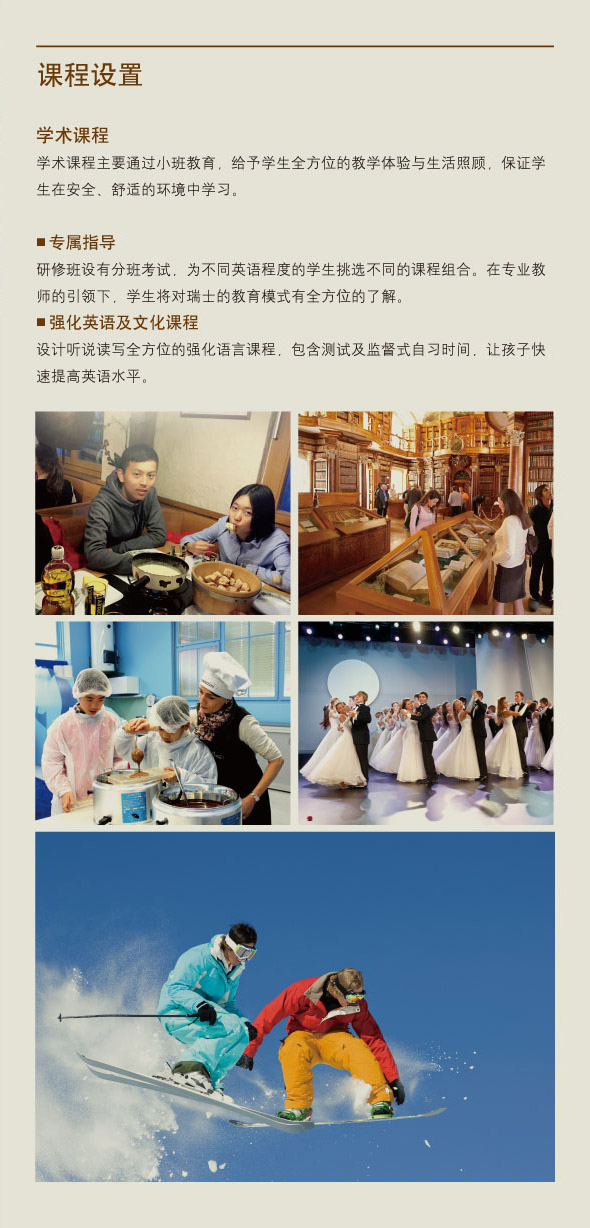 课程设置
学术课程
学术课程主要通过小班教育，给予学生全方位的教学体验与生活照顾，保证学
生在安全、舒适的环境中学习。
■ 专属指导
研修班设有分班考试，为不同英语程度的学生挑选不同的课程组合。在专业教
师的引领下，学生将对瑞士的教育模式有全方位的了解。
■ 强化英语及文化课程
设计听说读写全方位的强化语言课程，包含测试及监督式自习时间，让孩子快
速提高英语水平。